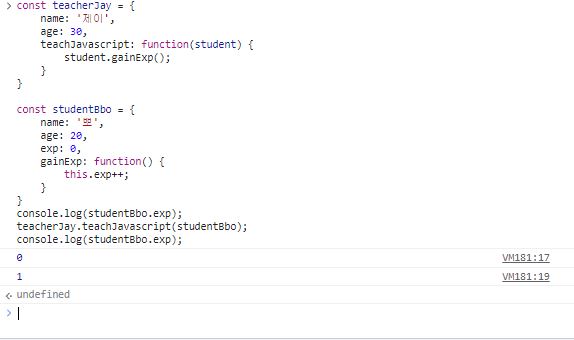 > const teacherJay = {
name: '제이',
age: 30,
teachJavascript: function(student) {
student.gainExp();
}
}
const studentBbo = {
name: '뽀',
age: 20,
exp: 0,
gainExp: function() {
this.exp++;
}
}
console.log(studentBbo.exp);
teacherJay.teachJavascript(studentBbo);
console.log(studentBbo.exp);
0 VM181:17
1 VM181:19
undefined
>